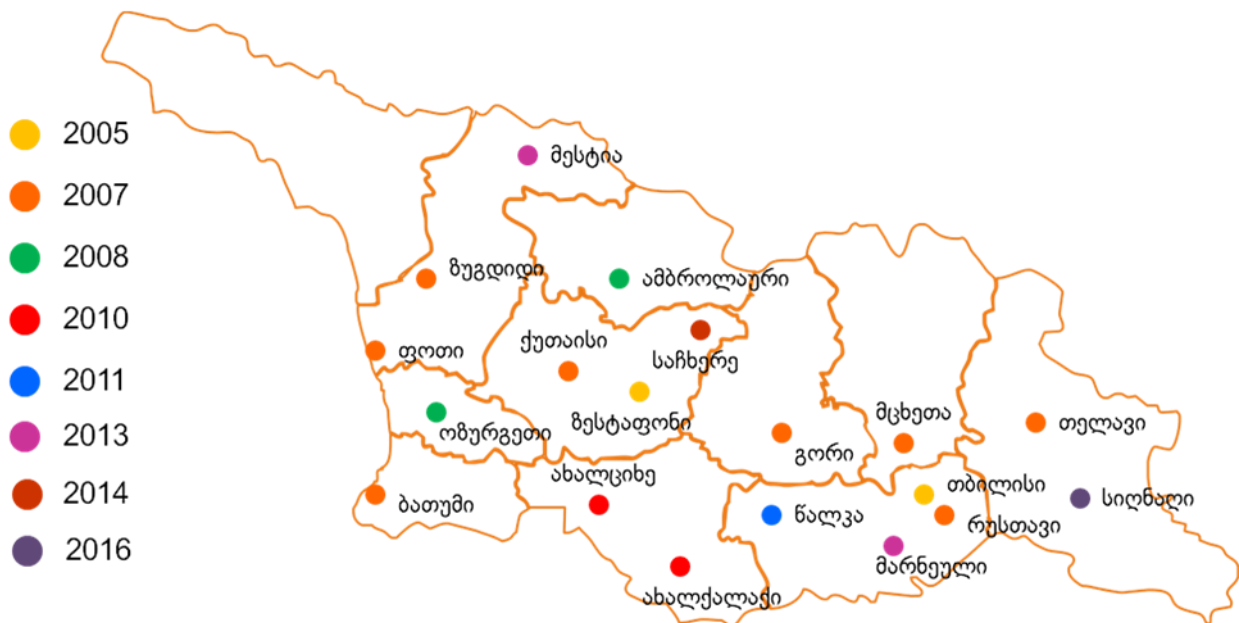 2005
2007
2008
2010
2011
2013
2014
2016
მესტია
ზუგდიდი
ამბროლაური
ფოთი
ქუთაისი
საჩხერე
ზესტაფონი
ოზურგეთი
ბათუმი
ახალციხე
ახალქალაქი
გორი
მცხეთა
თელავი
თბილისი
რუსთავი
წალკა
მარნეული
სიღნაღი